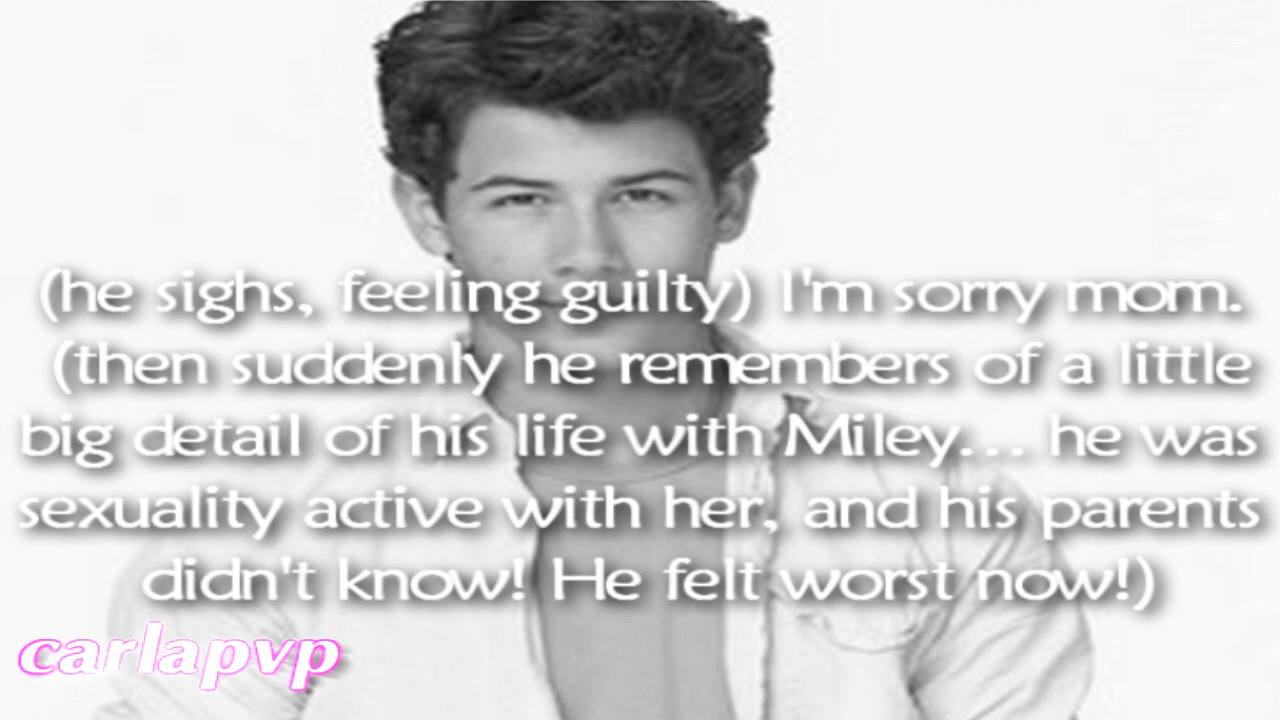 (he sighs, feeling guilty) I'm sorry mom.
(then suddenly he remembers of a little
big detail of his life with Miley... he was
sexuality active with her, and his parents
didn't know! He felt worst now!)
carlapvp